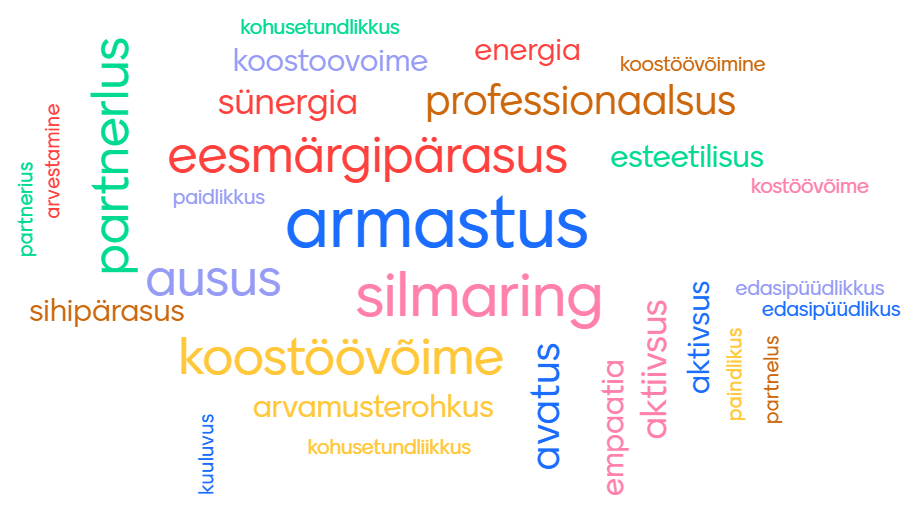 kohusetundlikkus
koostoovoime
energia
koostöövõimine
sünergia
professionaalsus
partnerlus
arvestamine
partnerius
eesmärgipärasus
esteetilisus
paidlikkus
kostöövõime
armastus
ausus
silmaring
sihipärasus
edasipüüdlikkus
edasipüüdlikus
aktivsus
aktiivsus
koostöövõime
avatus
empaatia
paindlikus
partnelus
arvamusterohkus
kohusetundliikkus
kuuluvus